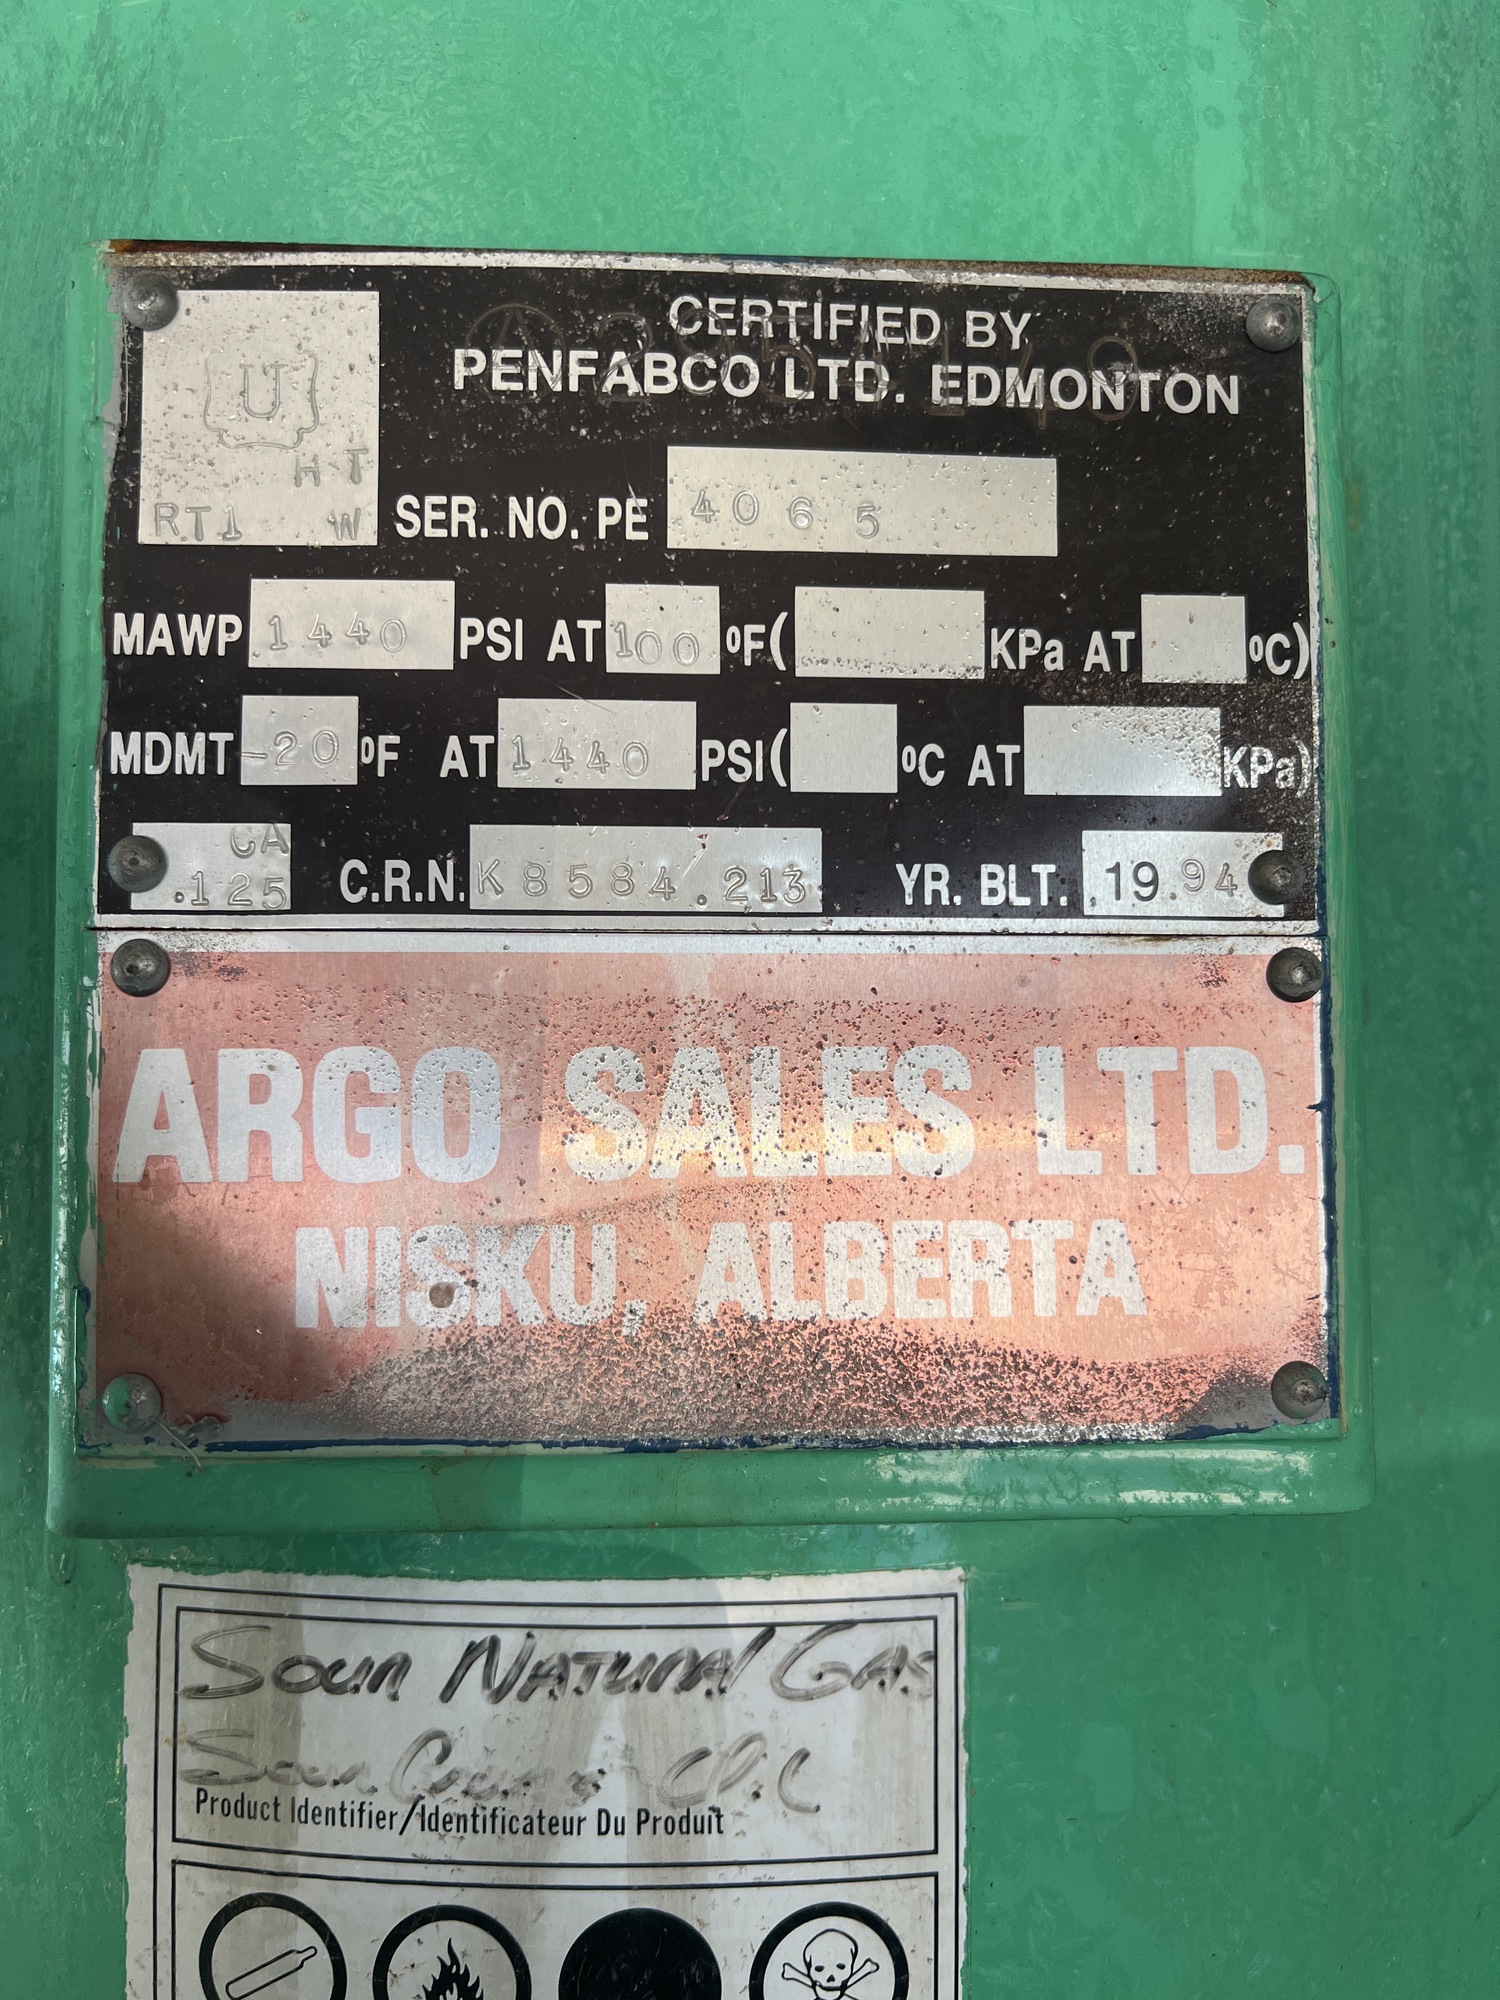 CERTIFIED BY
PENFABCO LTD. EDMONTON
U
H T
RT1 W
SER. NO. PE 4065
MAWP 1440 PSI AT 100 ºF( KPa AT ºC)
MDMT -20 ºF AT 1440 PSI( ºC AT KPa)
CA
.125 C.R.N. K8584.213 YR. BLT. 1994
ARGO SALES LTD.
NISKU, ALBERTA
Sour Natural Gas
Sour
Product Identifier/Identificateur Du Produit